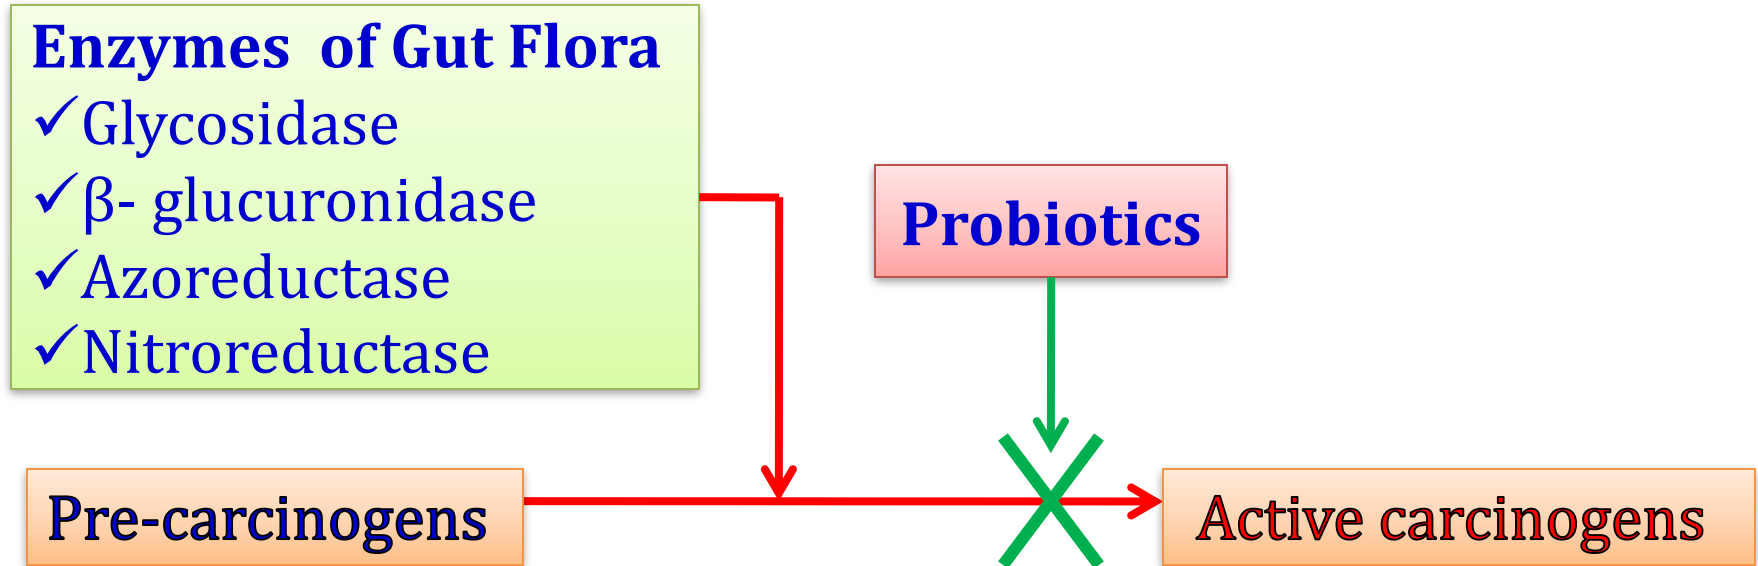 Enzymes of Gut Flora
✓Glycosidase
✓β- glucuronidase
✓Azoreductase
✓Nitroreductase
Probiotics
Pre-carcinogens
Active carcinogens